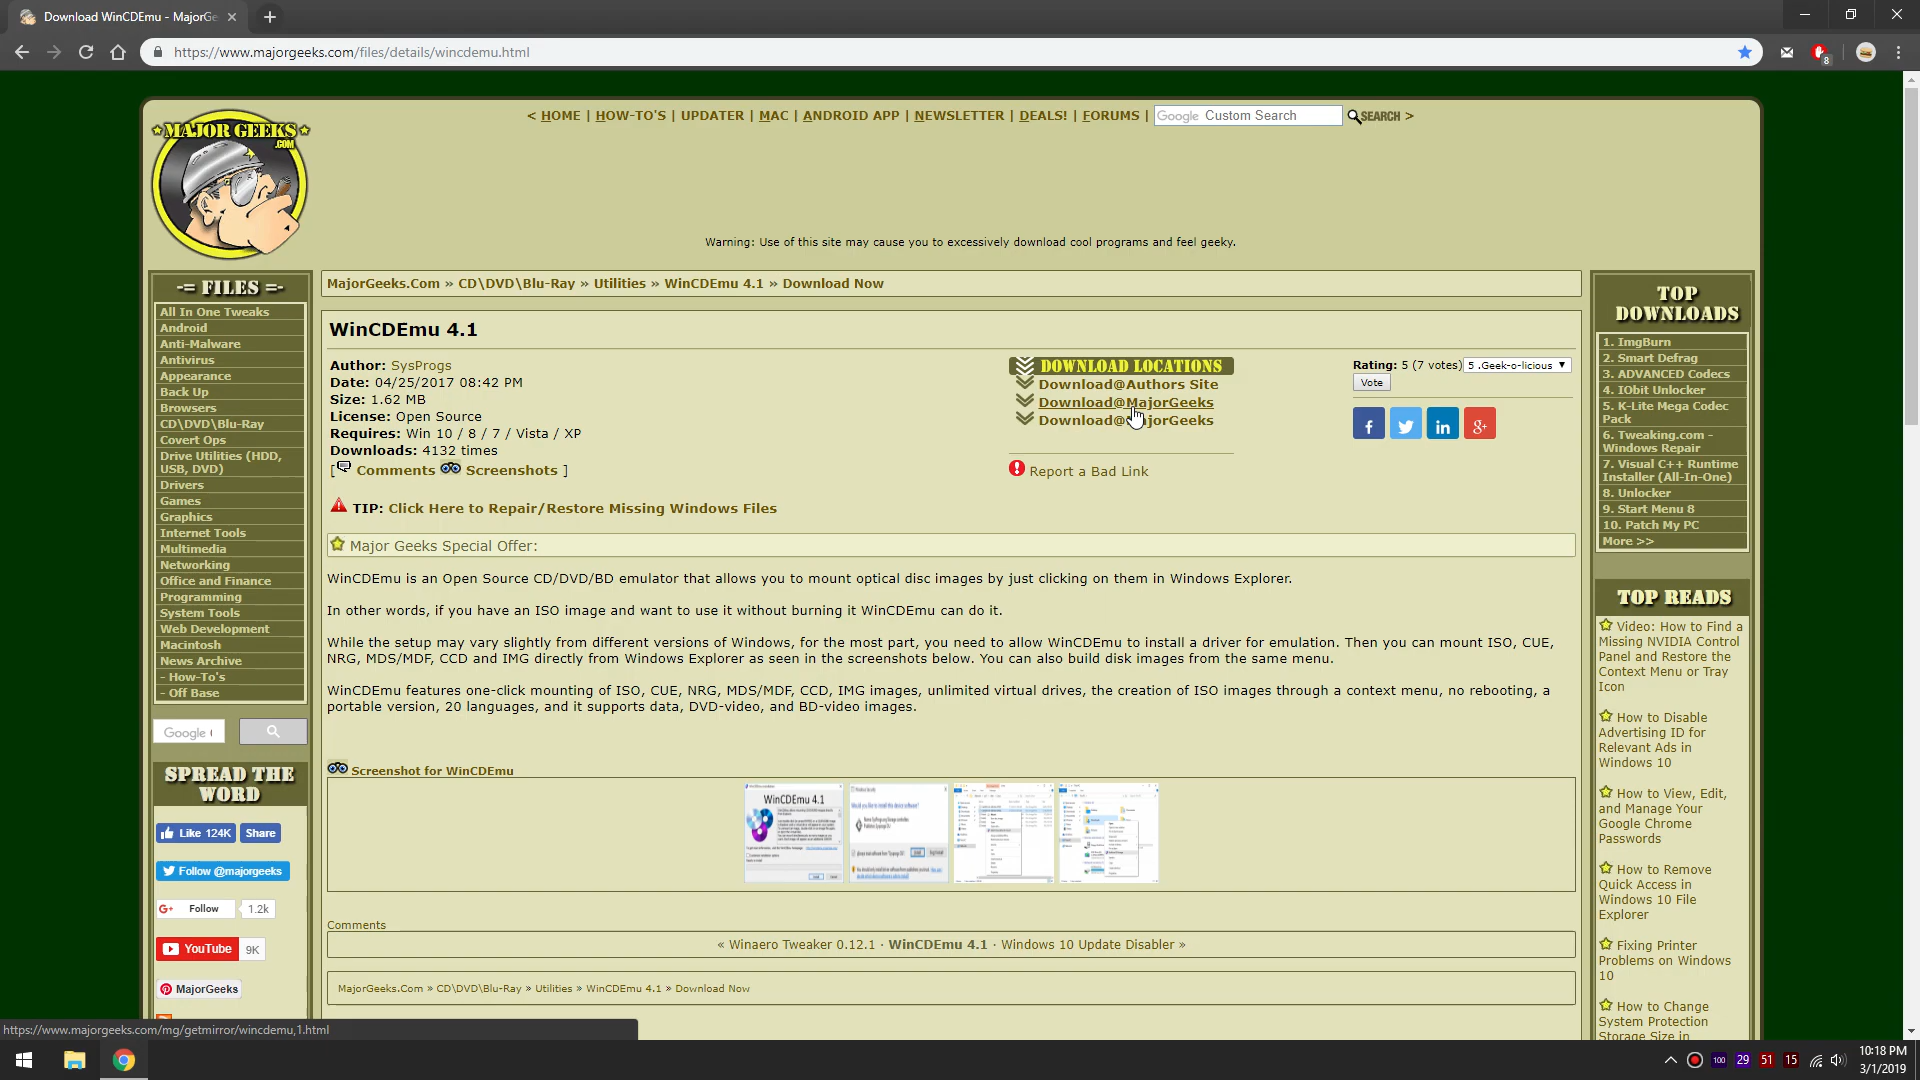 Download WinCDEmu - MajorGe
https://www.majorgeeks.com/files/details/wincdemu.html
8
MAJOR GEEKS
.COM
< HOME | HOW-TO'S | UPDATER | MAC | ANDROID APP | NEWSLETTER | DEALS! | FORUMS | Google Custom Search SEARCH >
Warning: Use of this site may cause you to excessively download cool programs and feel geeky.
-= FILES =-
All In One Tweaks
Android
Anti-Malware
Antivirus
Appearance
Back Up
Browsers
CD\DVD\Blu-Ray
Covert Ops
Drive Utilities (HDD,
USB, DVD)
Drivers
Games
Graphics
Internet Tools
Multimedia
Networking
Office and Finance
Programming
System Tools
Web Development
Macintosh
News Archive
- How-To's
- Off Base
Google
SPREAD THE
WORD
Like 124K Share
Follow @majorgeeks
G+ Follow 1.2k
YouTube 9K
MajorGeeks
MajorGeeks.Com » CD\DVD\Blu-Ray » Utilities » WinCDEmu 4.1 » Download Now
WinCDEmu 4.1
Author: SysProgs
Date: 04/25/2017 08:42 PM
Size: 1.62 MB
License: Open Source
Requires: Win 10 / 8 / 7 / Vista / XP
Downloads: 4132 times
[ Comments Screenshots ]
DOWNLOAD LOCATIONS
Download@Authors Site
Download@MajorGeeks
Download@MajorGeeks
Report a Bad Link
Rating: 5 (7 votes) 5 .Geek-o-licious
Vote
f
in
g+
TIP: Click Here to Repair/Restore Missing Windows Files
Major Geeks Special Offer:
WinCDEmu is an Open Source CD/DVD/BD emulator that allows you to mount optical disc images by just clicking on them in Windows Explorer.
In other words, if you have an ISO image and want to use it without burning it WinCDEmu can do it.
While the setup may vary slightly from different versions of Windows, for the most part, you need to allow WinCDEmu to install a driver for emulation. Then you can mount ISO, CUE,
NRG, MDS/MDF, CCD and IMG directly from Windows Explorer as seen in the screenshots below. You can also build disk images from the same menu.
WinCDEmu features one-click mounting of ISO, CUE, NRG, MDS/MDF, CCD, IMG images, unlimited virtual drives, the creation of ISO images through a context menu, no rebooting, a
portable version, 20 languages, and it supports data, DVD-video, and BD-video images.
Screenshot for WinCDEmu
WinCDEmu 4.1
Comments
« Winaero Tweaker 0.12.1 · WinCDEmu 4.1 · Windows 10 Update Disabler »
MajorGeeks.Com » CD\DVD\Blu-Ray » Utilities » WinCDEmu 4.1 » Download Now
TOP
DOWNLOADS
1. ImgBurn
2. Smart Defrag
3. ADVANCED Codecs
4. IObit Unlocker
5. K-Lite Mega Codec
Pack
6. Tweaking.com -
Windows Repair
7. Visual C++ Runtime
Installer (All-In-One)
8. Unlocker
9. Start Menu 8
10. Patch My PC
More >>
TOP READS
Video: How to Find a
Missing NVIDIA Control
Panel and Restore the
Context Menu or Tray
Icon
How to Disable
Advertising ID for
Relevant Ads in
Windows 10
How to View, Edit,
and Manage Your
Google Chrome
Passwords
How to Remove
Quick Access in
Windows 10 File
Explorer
Fixing Printer
Problems on Windows
10
How to Change
System Protection
Storage Size in
https://www.majorgeeks.com/mg/getmirror/wincdemu,1.html
100 29 51 15
10:18 PM
3/1/2019